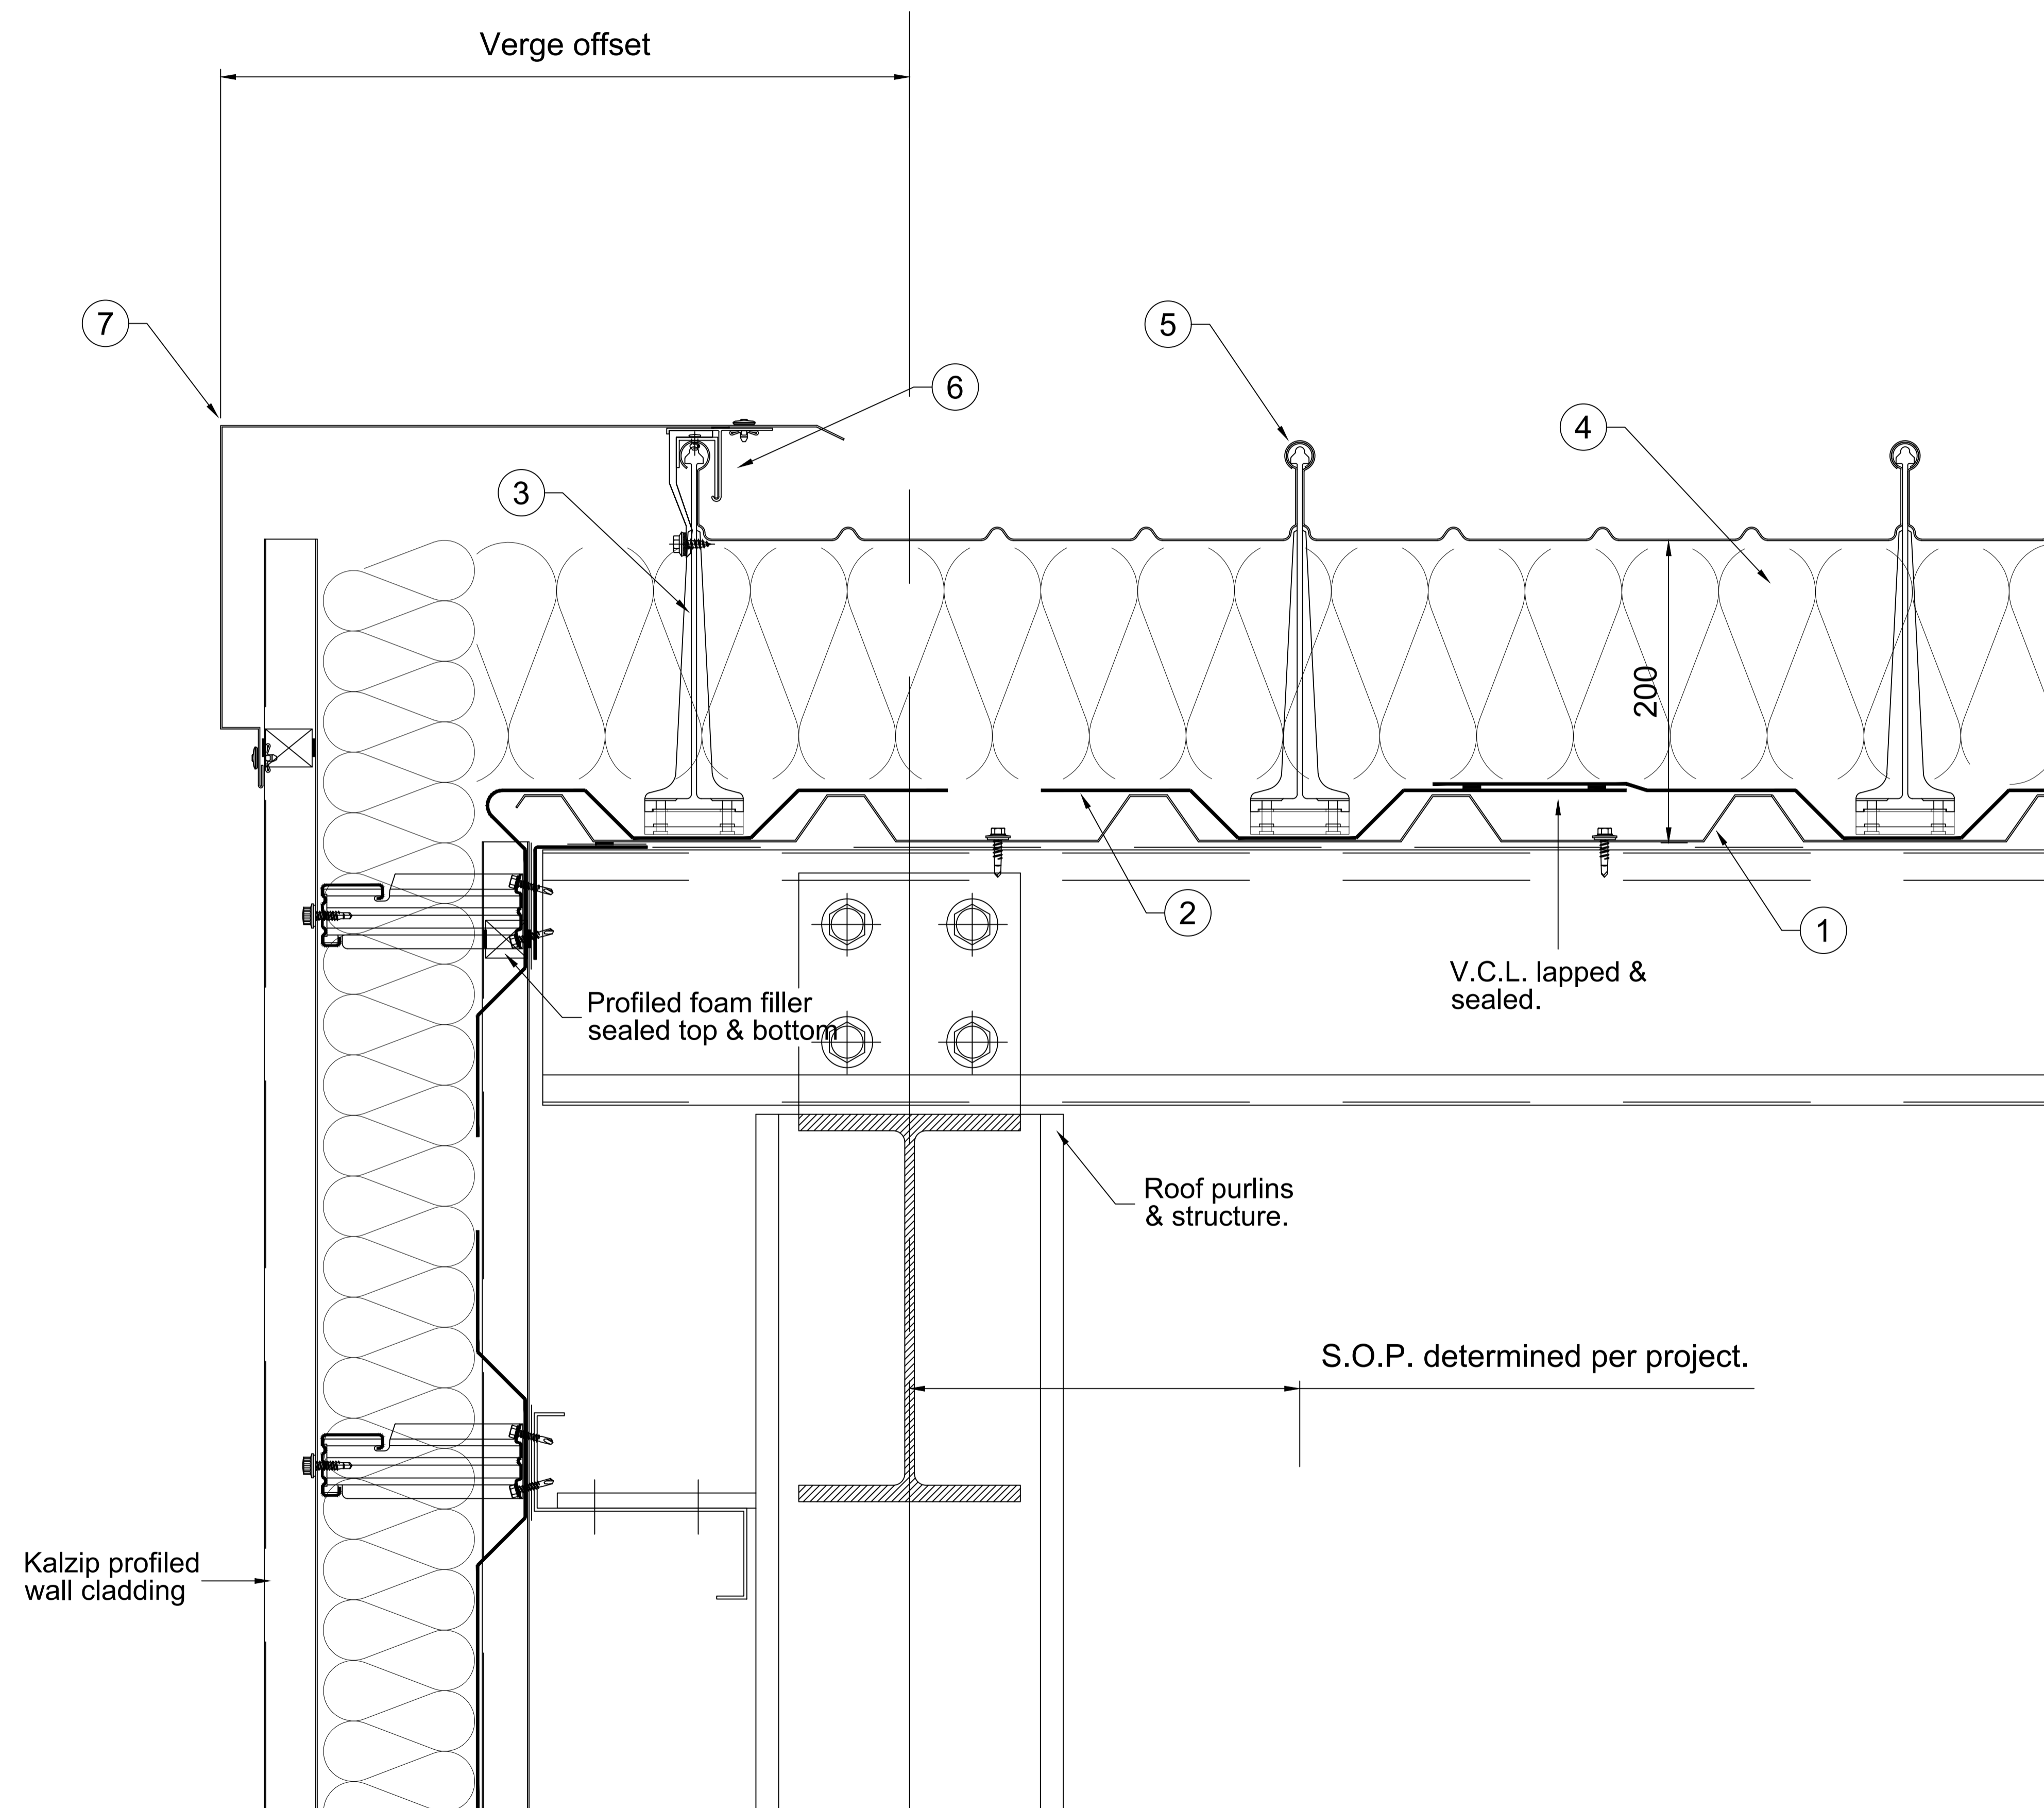 Verge offset
7
5
6
4
3
200
2
1
V.C.L. lapped &
sealed.
Profiled foam filler
sealed top & bottom
Roof purlins
& structure.
S.O.P. determined per project.
Kalzip profiled
wall cladding